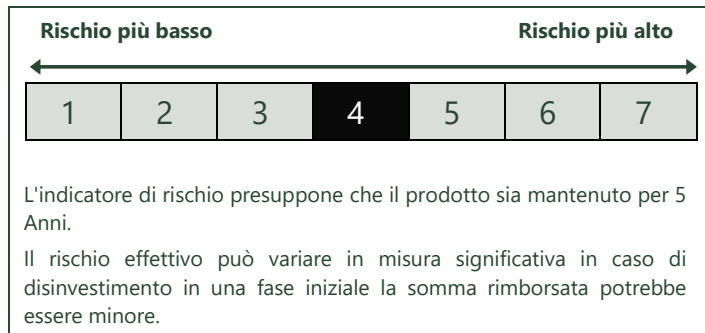 Rischio più basso Rischio più alto
1 2 3 4 5 6 7
L'indicatore di rischio presuppone che il prodotto sia mantenuto per 5
Anni.
Il rischio effettivo può variare in misura significativa in caso di
disinvestimento in una fase iniziale la somma rimborsata potrebbe
essere minore.